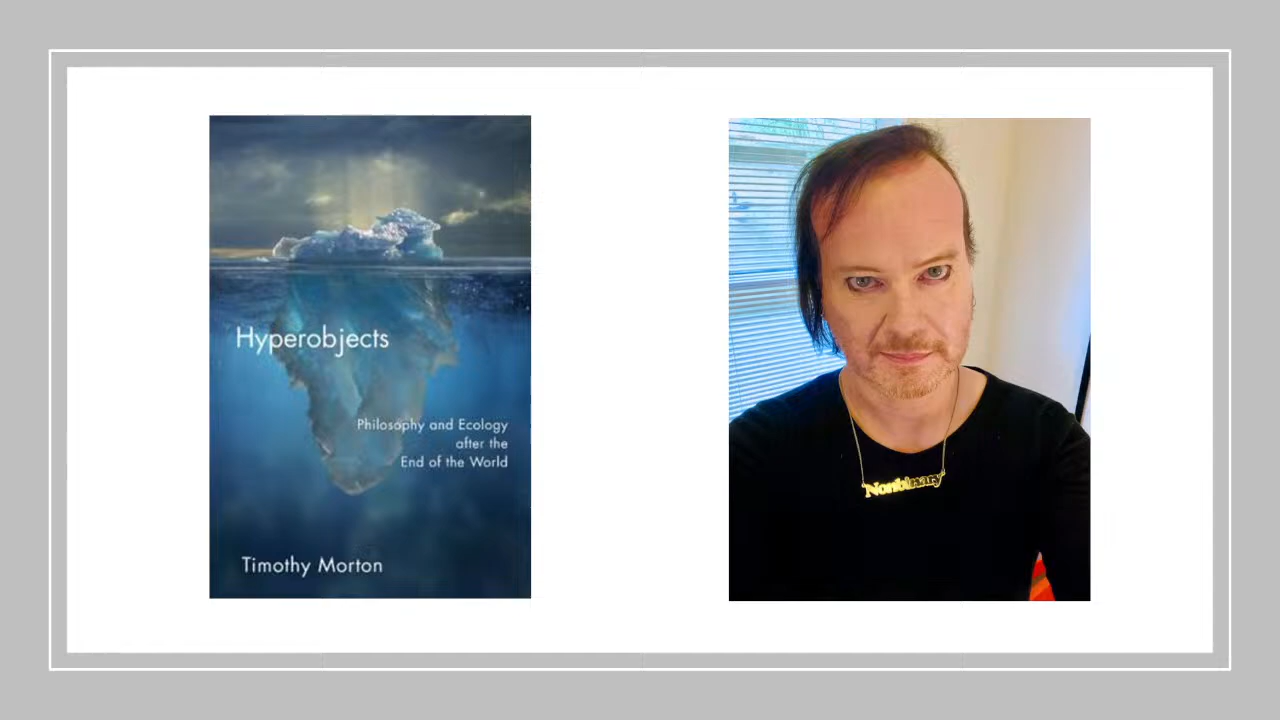 Hyperobjects
Philosophy and Ecology
after the
End of the World
Timothy Morton
Nonbinary